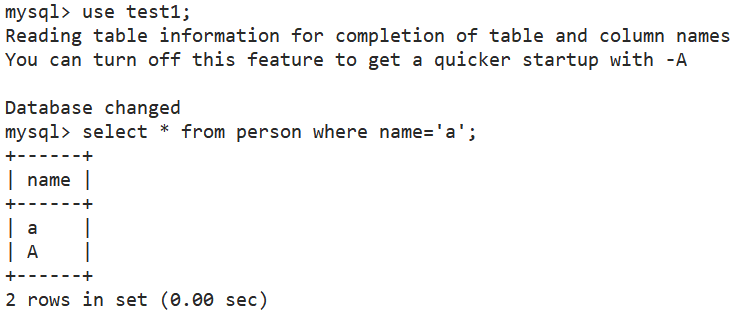 mysql> use test1;
Reading table information for completion of table and column names
You can turn off this feature to get a quicker startup with -A

Database changed
mysql> select * from person where name='a';
+------+
| name |
+------+
| a    |
| A    |
+------+
2 rows in set (0.00 sec)